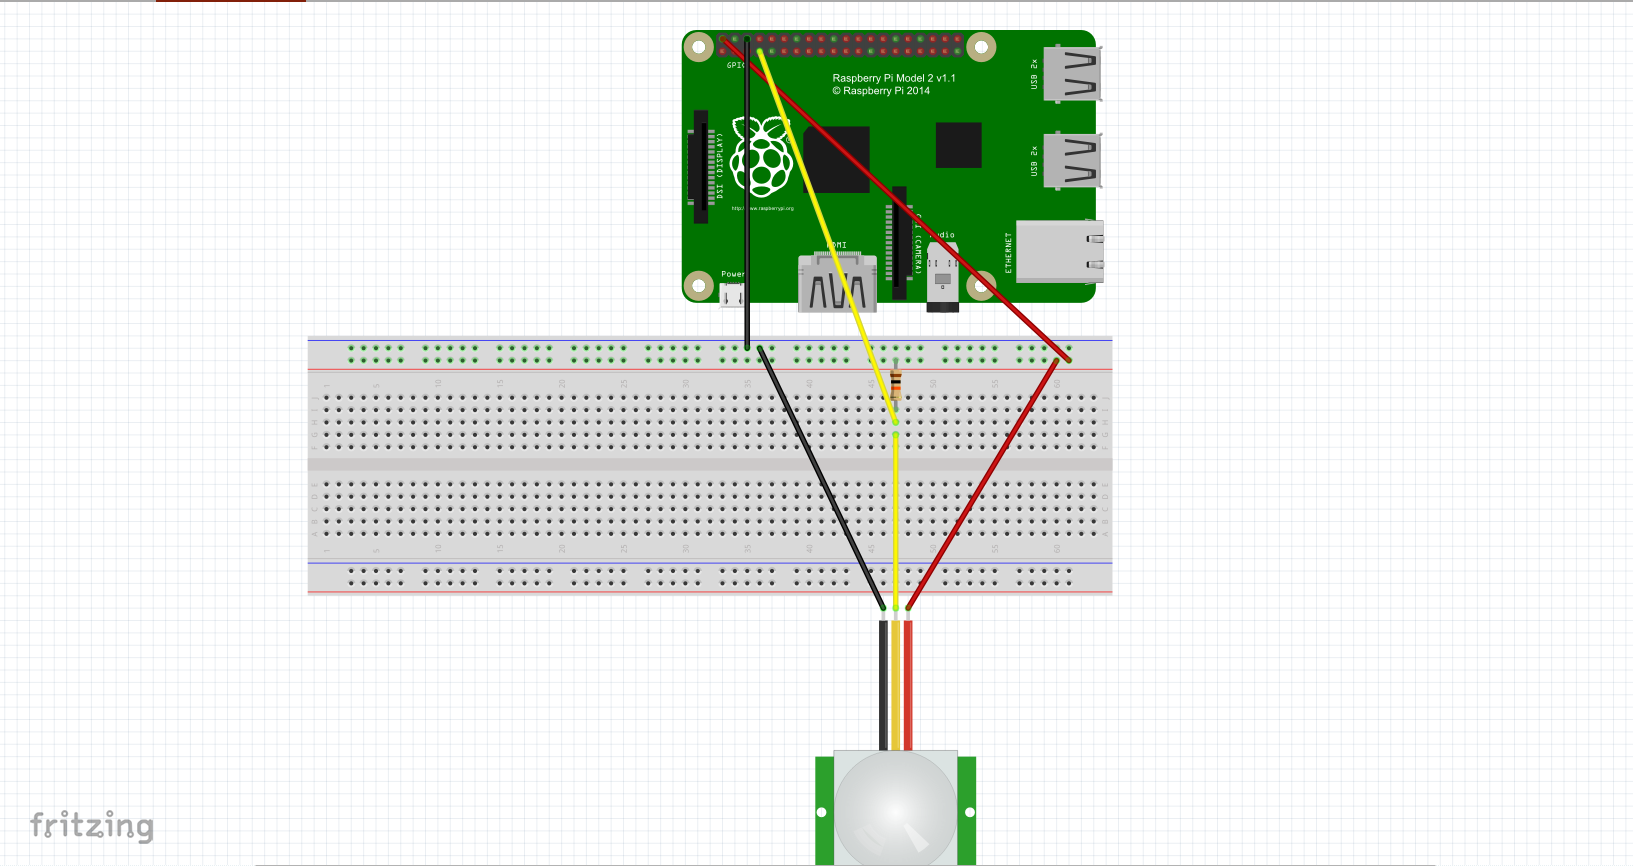 GPIO
Raspberry Pi Model 2 v1.1
© Raspberry Pi 2014
USB 2x
DSI (DISPLAY)
USB 2x
http://www.raspberrypi.org
HDMI
(CAMERA)
ETHERNET
Power
1 5 10 15 20 25 30 35 40 45 50 55 60
J J
I I
H H
G G
F F
E E
D D
C C
B B
A A
1 5 10 15 20 25 30 35 40 45 50 55 60
fritzing